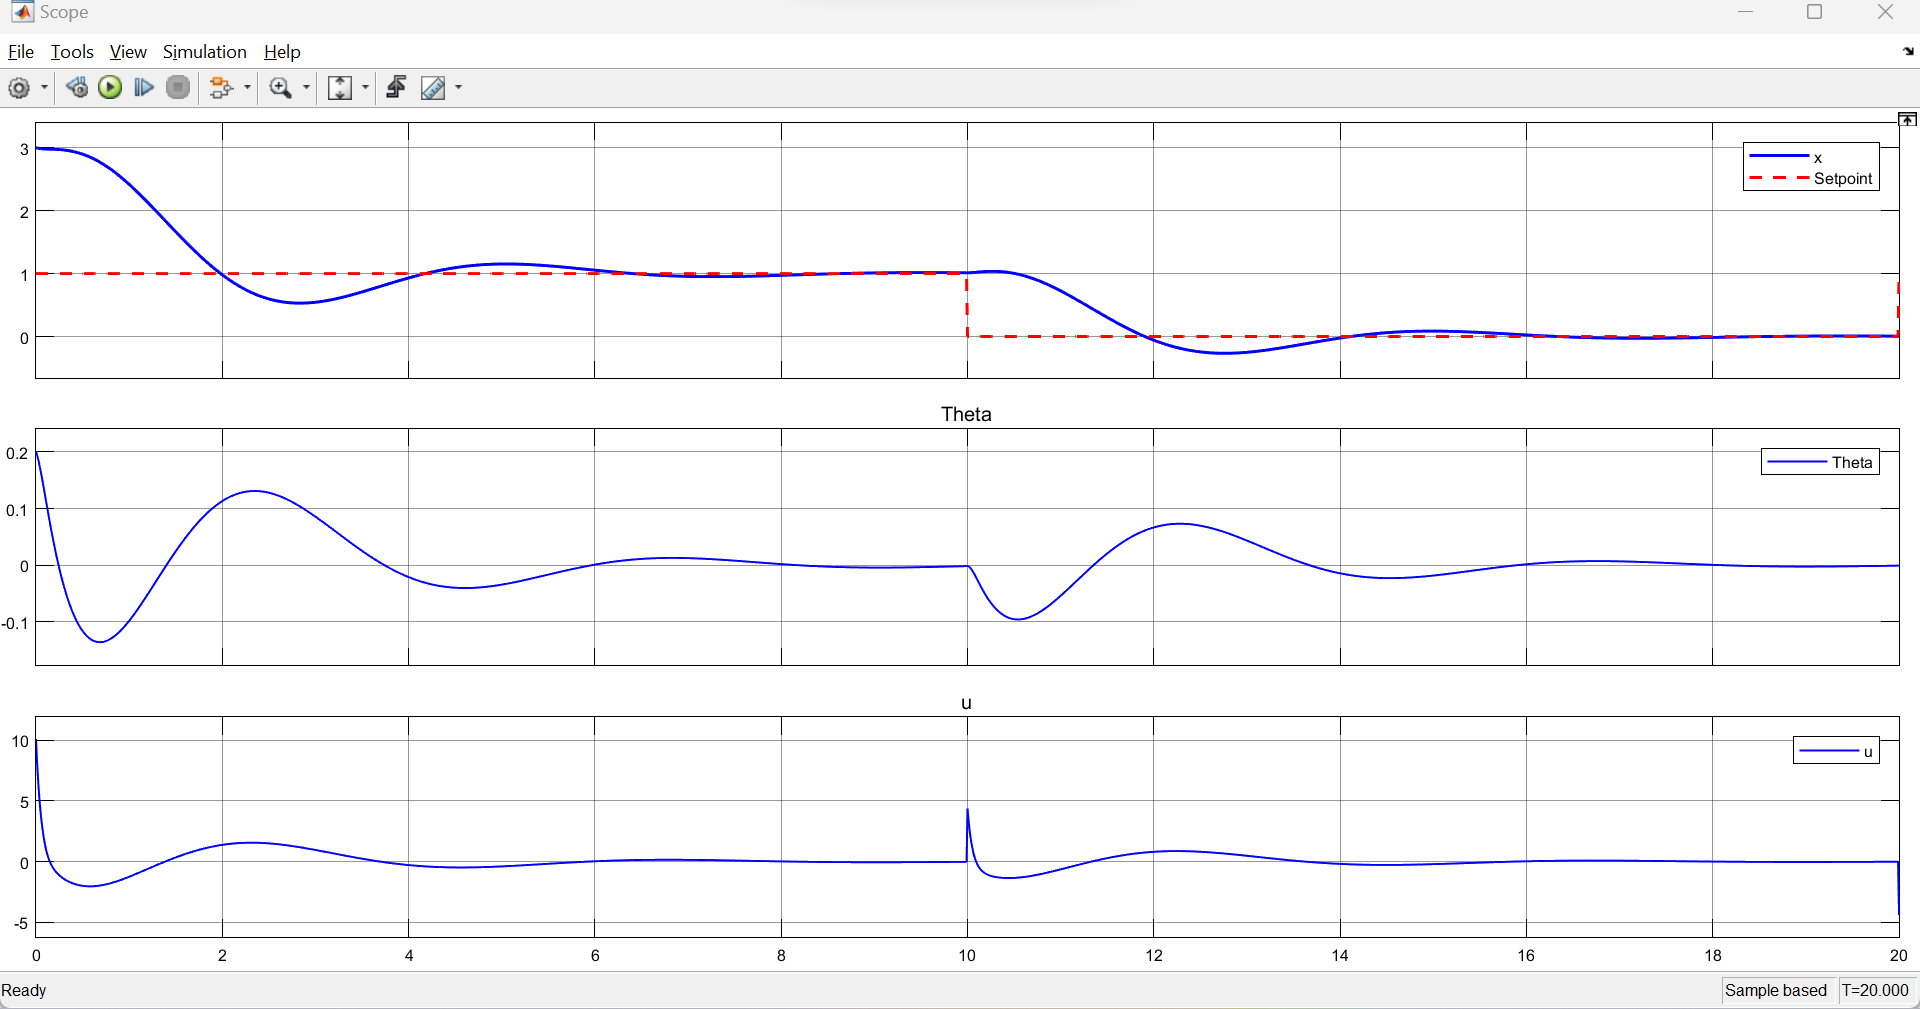 Scope
File Tools View Simulation Help
3
2
1
0
x
Setpoint
Theta
0.2
0.1
0
-0.1
Theta
u
10
5
0
-5
u
0 2 4 6 8 10 12 14 16 18 20
Ready
Sample based T=20.000